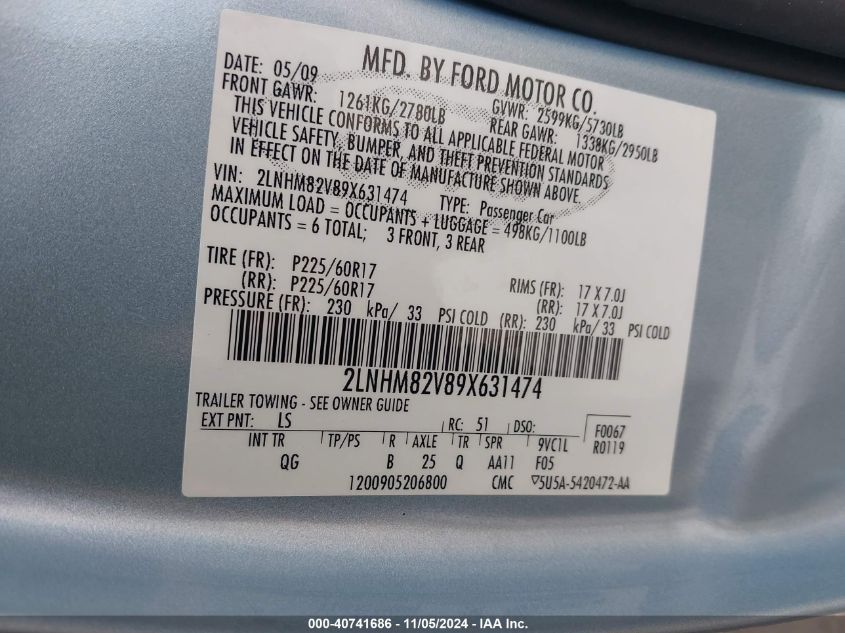 MFD. BY FORD MOTOR CO.
DATE: 05/09 GVWR: 2599KG/5730LB
FRONT GAWR: 1261KG/2780LB REAR GAWR: 1338KG/2950LB
THIS VEHICLE CONFORMS TO ALL APPLICABLE FEDERAL MOTOR
VEHICLE SAFETY, BUMPER, AND THEFT PREVENTION STANDARDS
IN EFFECT ON THE DATE OF MANUFACTURE SHOWN ABOVE.
VIN: 2LNHM82V89X631474 TYPE: Passenger Car
MAXIMUM LOAD = OCCUPANTS + LUGGAGE = 498KG/1100LB
OCCUPANTS = 6 TOTAL; 3 FRONT, 3 REAR
TIRE (FR): P225/60R17 RIMS (FR): 17 X 7.0J
(RR): P225/60R17 (RR): 17 X 7.0J
PRESSURE (FR): 230 kPa/ 33 PSI COLD (RR): 230 kPa/ 33 PSI COLD
2LNHM82V89X631474
TRAILER TOWING - SEE OWNER GUIDE
EXT PNT: LS RC: 51 DSO: F0067
INT TR TP/PS R AXLE TR SPR 9VC1L R0119
QG B 25 Q AA11 F05
1200905206800 CMC 5U5A-5420472-AA
000-40741686 - 11/05/2024 - IAA Inc.